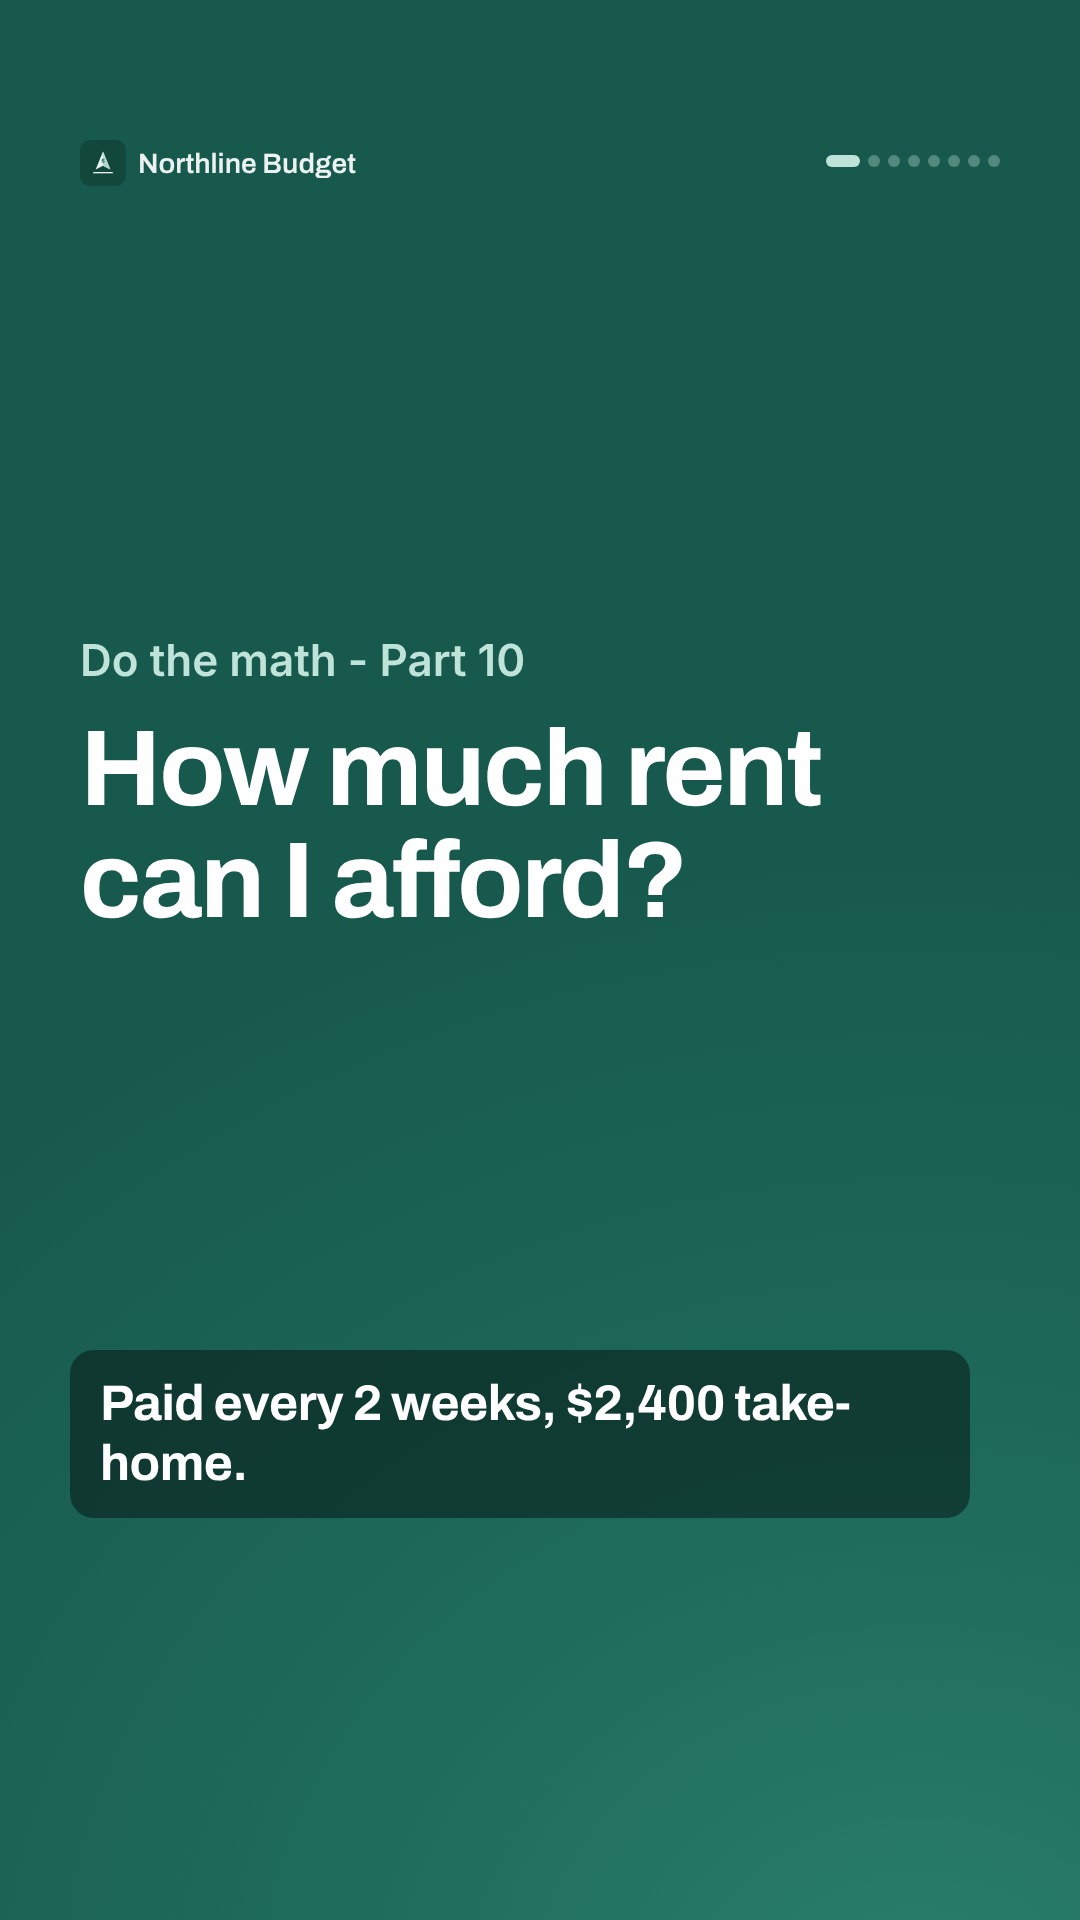 Northline Budget
Do the math - Part 10
How much rent
can I afford?
Paid every 2 weeks, $2,400 take-
home.